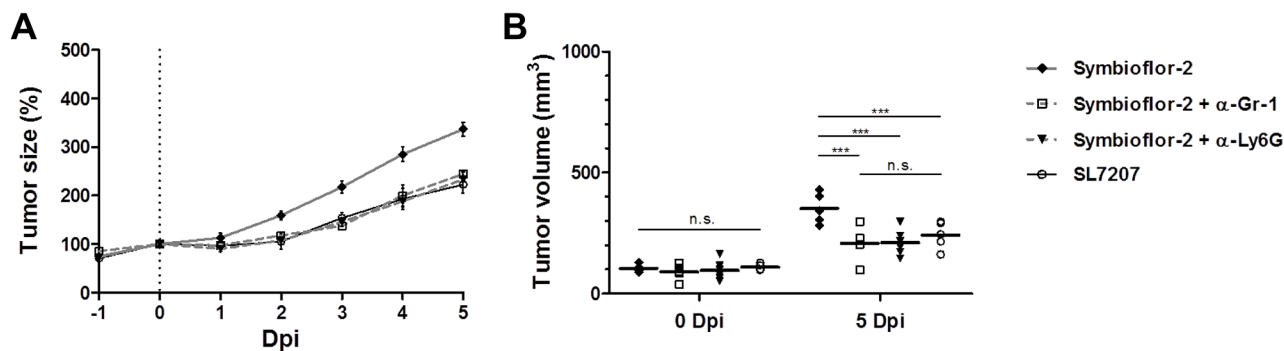 A
Tumor size (%)
500
400
300
200
100
0
-1
0
1
2
3
4
5
Dpi
B
Tumor volume (mm³)
1000
500
0
n.s.
***
***
***
n.s.
0 Dpi
5 Dpi
Symbioflor-2
Symbioflor-2 + α-Gr-1
Symbioflor-2 + α-Ly6G
SL7207